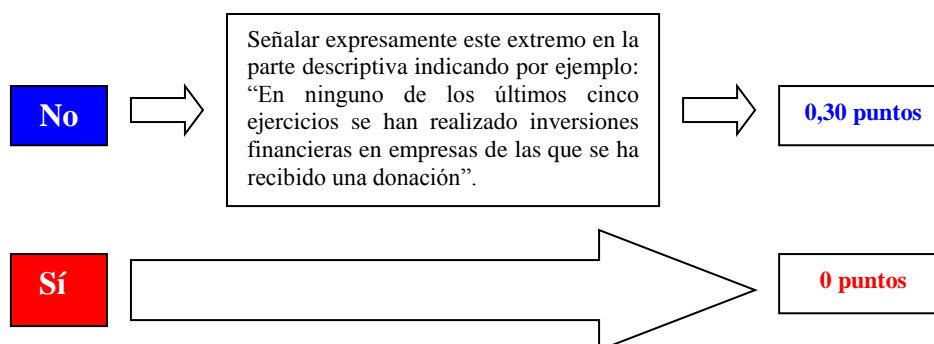 Señalar expresamente este extremo en la
parte descriptiva indicando por ejemplo:
“En ninguno de los últimos cinco
ejercicios se han realizado inversiones
financieras en empresas de las que se ha
recibido una donación”.
No
0,30 puntos
Sí
0 puntos